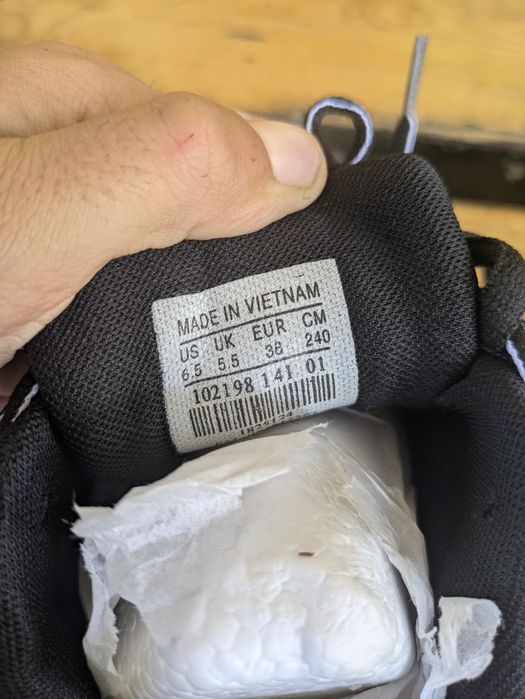 MADE IN VIETNAM
US UK EUR CM
6.5 5.5 38 240
102198 141 01